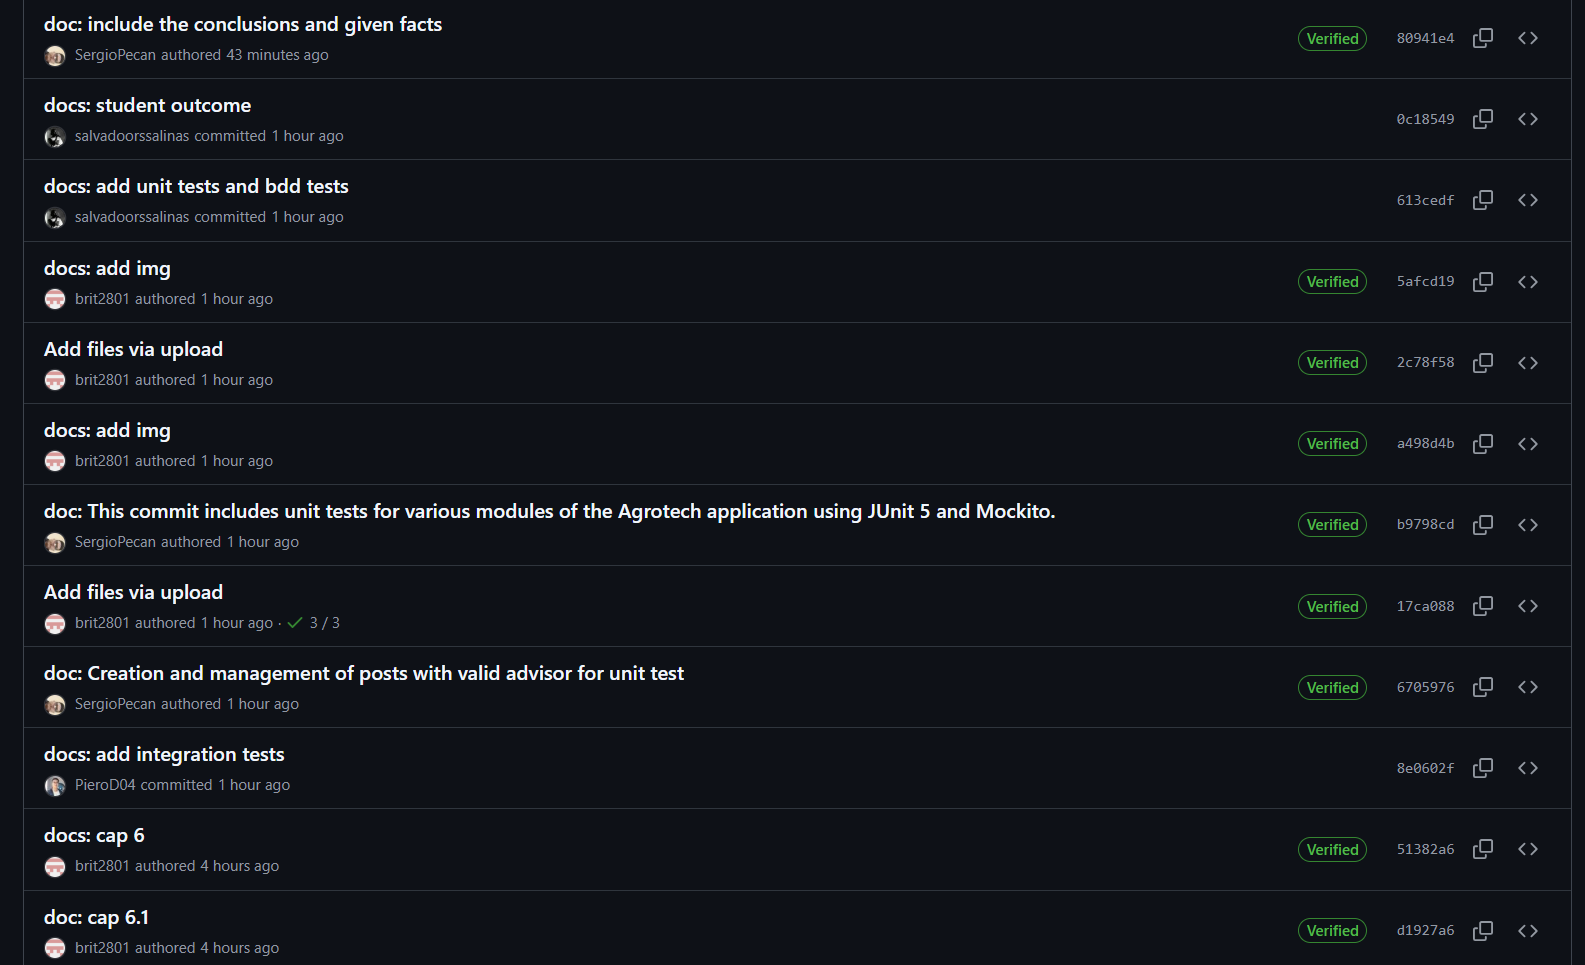 doc: include the conclusions and given facts
SergioPecan authored 43 minutes ago
Verified
80941e4
docs: student outcome
salvadoorssalinas committed 1 hour ago
0c18549
docs: add unit tests and bdd tests
salvadoorssalinas committed 1 hour ago
613cedf
docs: add img
brit2801 authored 1 hour ago
Verified
5afcd19
Add files via upload
brit2801 authored 1 hour ago
Verified
2c78f58
docs: add img
brit2801 authored 1 hour ago
Verified
a498d4b
doc: This commit includes unit tests for various modules of the Agrotech application using JUnit 5 and Mockito.
SergioPecan authored 1 hour ago
Verified
b9798cd
Add files via upload
brit2801 authored 1 hour ago · ✓ 3 / 3
Verified
17ca088
doc: Creation and management of posts with valid advisor for unit test
SergioPecan authored 1 hour ago
Verified
6705976
docs: add integration tests
PieroD04 committed 1 hour ago
8e0602f
docs: cap 6
brit2801 authored 4 hours ago
Verified
51382a6
doc: cap 6.1
brit2801 authored 4 hours ago
Verified
d1927a6